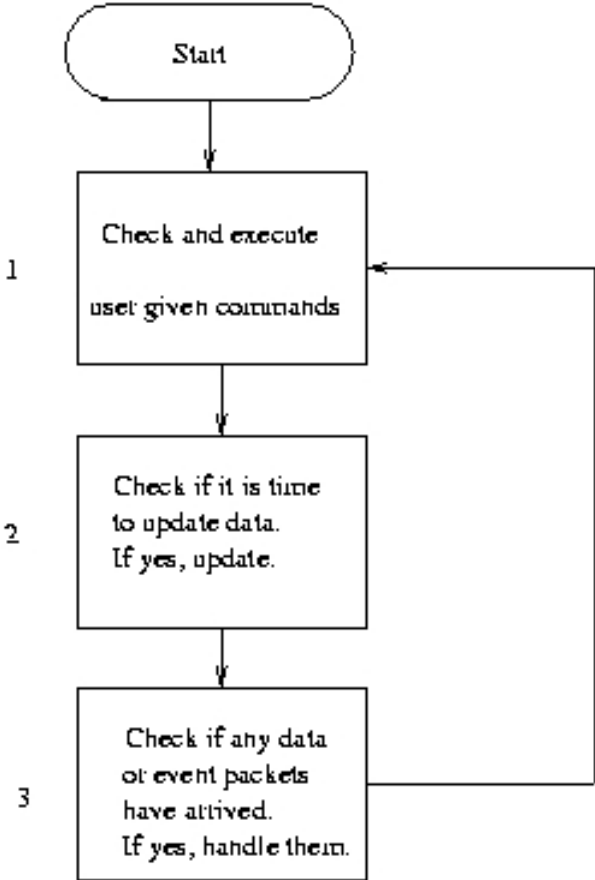 Start
1
Check and execute
user given commands
2
Check if it is time
to update data.
If yes, update.
3
Check if any data
or event packets
have arrived.
If yes, handle them.